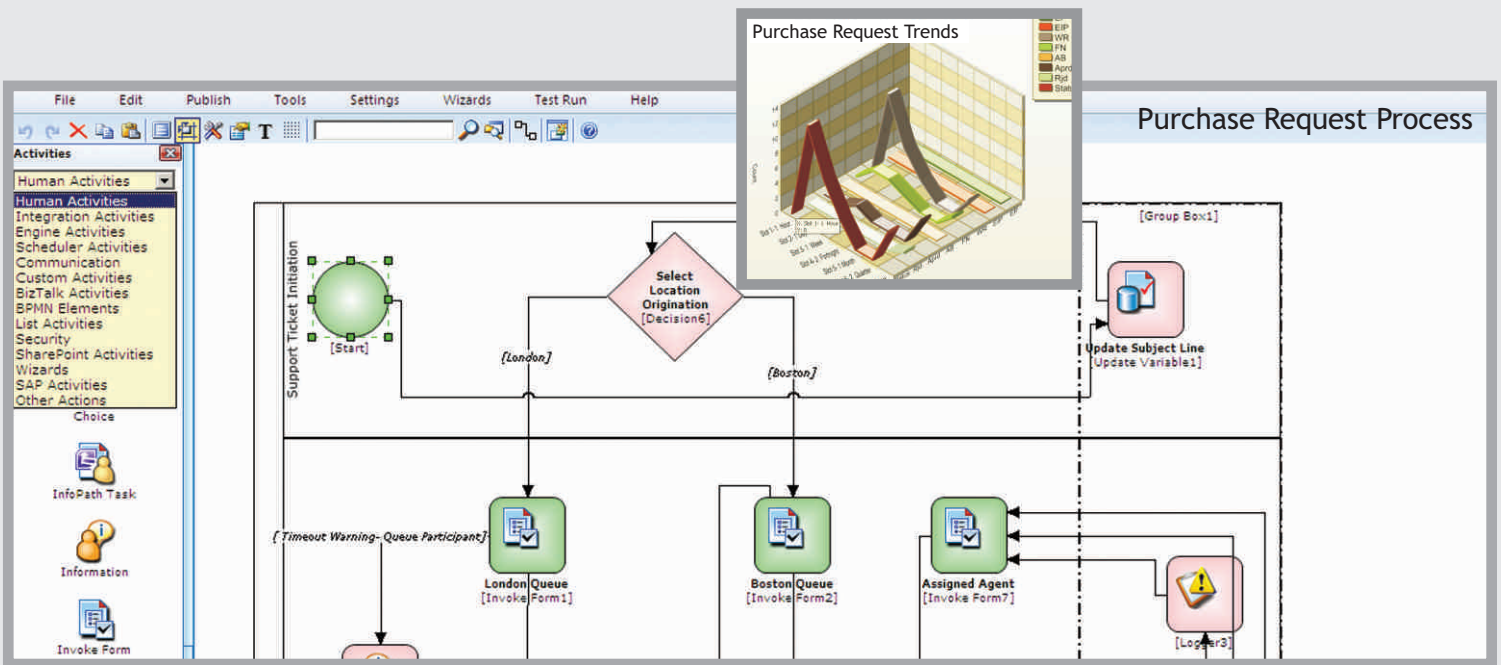 Purchase Request Trends
EIP
WR
FN
AB
Rjd
Purchase Request Process
File Edit Publish Tools Settings Wizards Test Run Help
T
Activities
Human Activities
Human Activities
Integration Activities
Engine Activities
Scheduler Activities
Communication
Custom Activities
BizTalk Activities
BPMN Elements
List Activities
Security
SharePoint Activities
Wizards
SAP Activities
Other Actions
Choice
InfoPath Task
Information
Invoke Form
Support Ticket Initiation
[Start]
Select
Location
Origination
[Decision6]
{London]
{Boston]
[Group Box1]
Update Subject Line
[Update Variable1]
[ Timeout Warning- Queue Participant]
London Queue
[Invoke Form1]
Boston Queue
[Invoke Form2]
Assigned Agent
[Invoke Form7]
[Logger3]